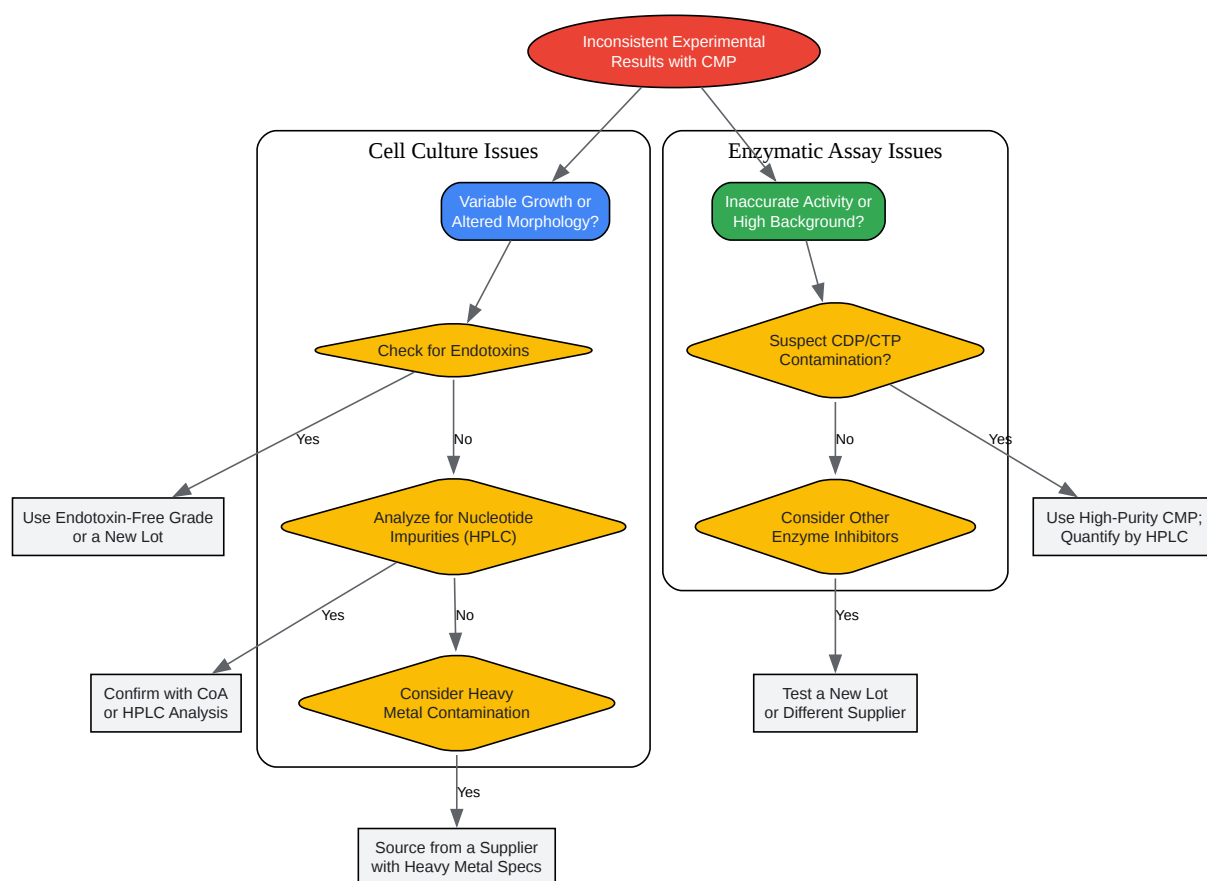 Inconsistent Experimental
Results with CMP
Cell Culture Issues
Enzymatic Assay Issues
Variable Growth or
Altered Morphology?
Inaccurate Activity or
High Background?
Check for Endotoxins
Suspect CDP/CTP
Contamination?
Yes
No
No
Yes
Use Endotoxin-Free Grade
or a New Lot
Analyze for Nucleotide
Impurities (HPLC)
Consider Other
Enzyme Inhibitors
Use High-Purity CMP;
Quantify by HPLC
Yes
No
Yes
Confirm with CoA
or HPLC Analysis
Consider Heavy
Metal Contamination
Test a New Lot
or Different Supplier
Yes
Source from a Supplier
with Heavy Metal Specs